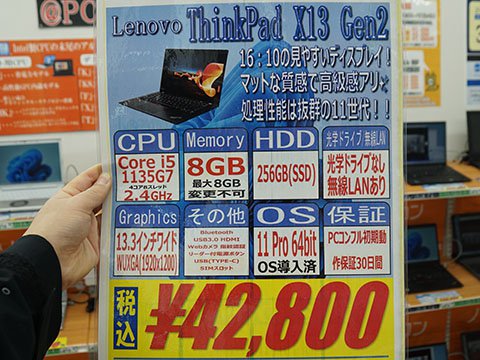 Lenovo ThinkPad X13 Gen2
16:10の見やすいディスプレイ!
マットな質感で高級感アリ×
処理性能は抜群の11世代!!
CPU
Core i5
1135G7
4コア8スレッド
2.4GHz
Memory
8GB
最大8GB
変更不可
HDD
256GB(SSD)
光学ドライブ/無線LAN
光学ドライブなし
無線LANあり
Graphics
13.3インチワイド
WUXGA(1920x1200)
その他
Bluetooth
USB3.0 HDMI
Webカメラ 指紋認証
リーダー付電源ボタン
USB(TYPE-C)
SIMスロット
OS
11 Pro 64bit
OS導入済
保証
PCコンフル初期動
作保証30日間
税込
¥42,800